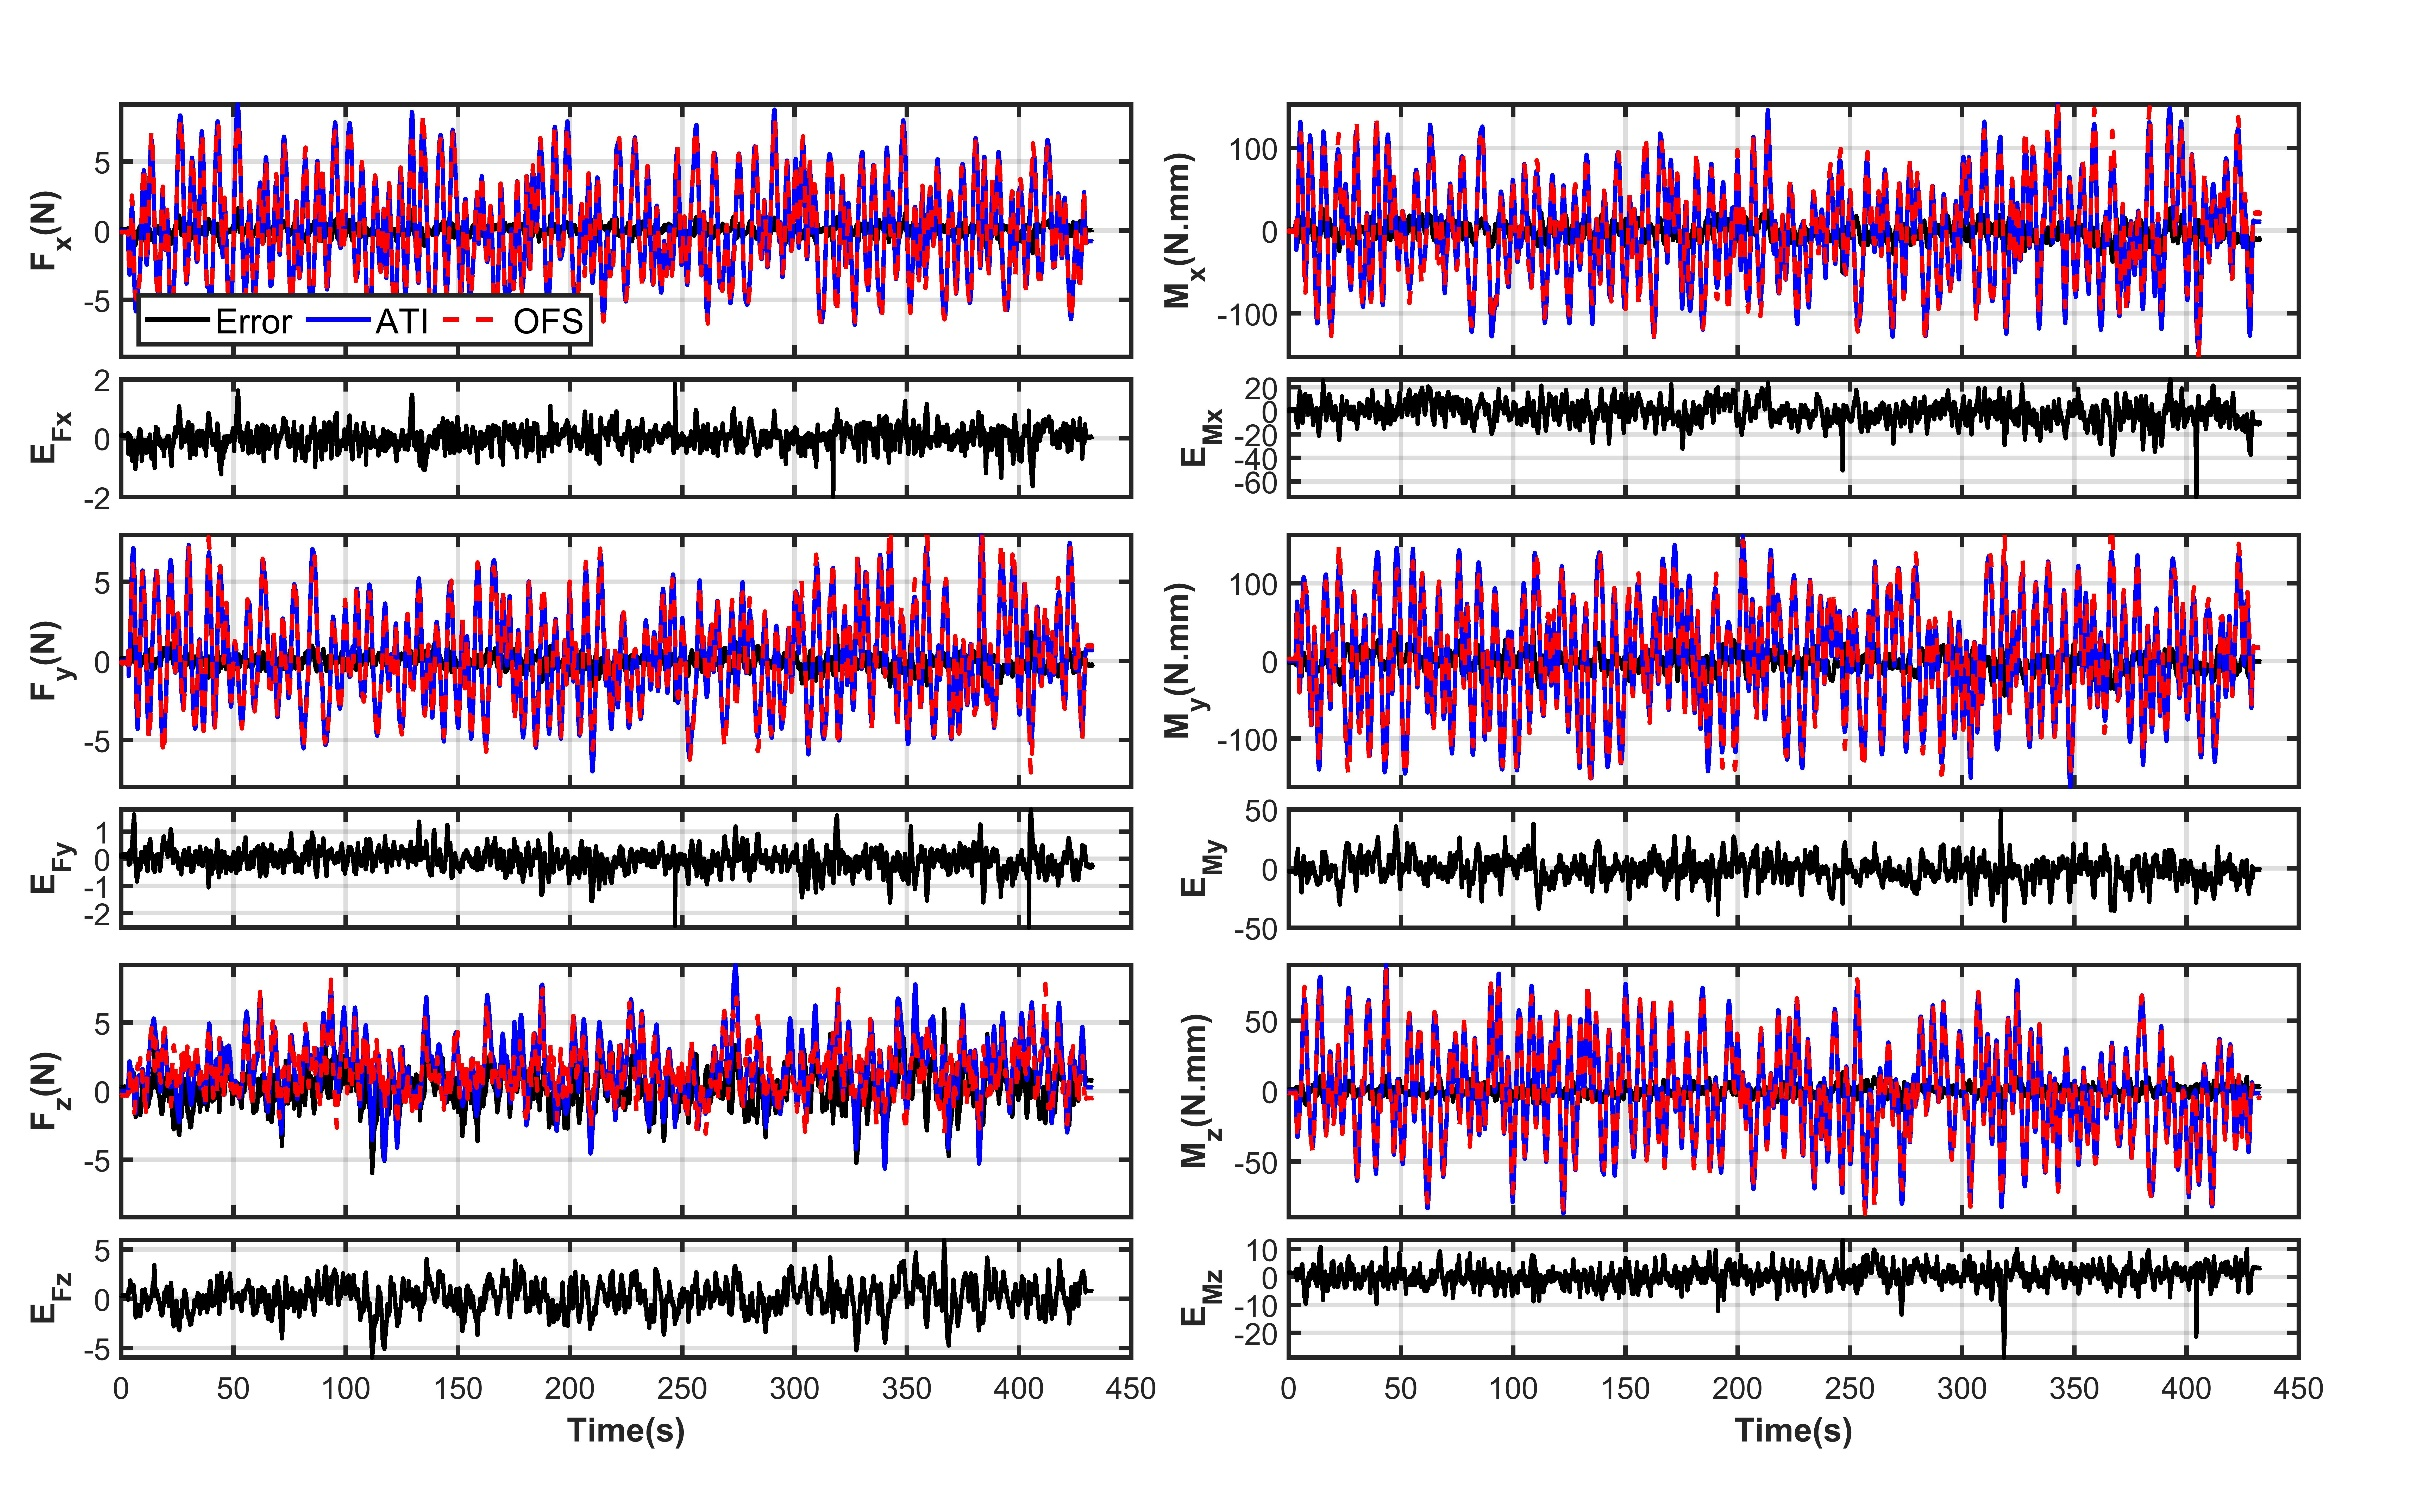 F_x(N)
5
0
-5
Error ATI OFS
E_Fx
2
0
-2
F_y(N)
5
0
-5
E_Fy
1
0
-1
-2
F_z(N)
5
0
-5
E_Fz
5
0
-5
0 50 100 150 200 250 300 350 400 450
Time(s)
M_x(N.mm)
100
0
-100
E_Mx
20
0
-20
-40
-60
M_y(N.mm)
100
0
-100
E_My
50
0
-50
M_z(N.mm)
50
0
-50
E_Mz
10
0
-10
-20
0 50 100 150 200 250 300 350 400 450
Time(s)